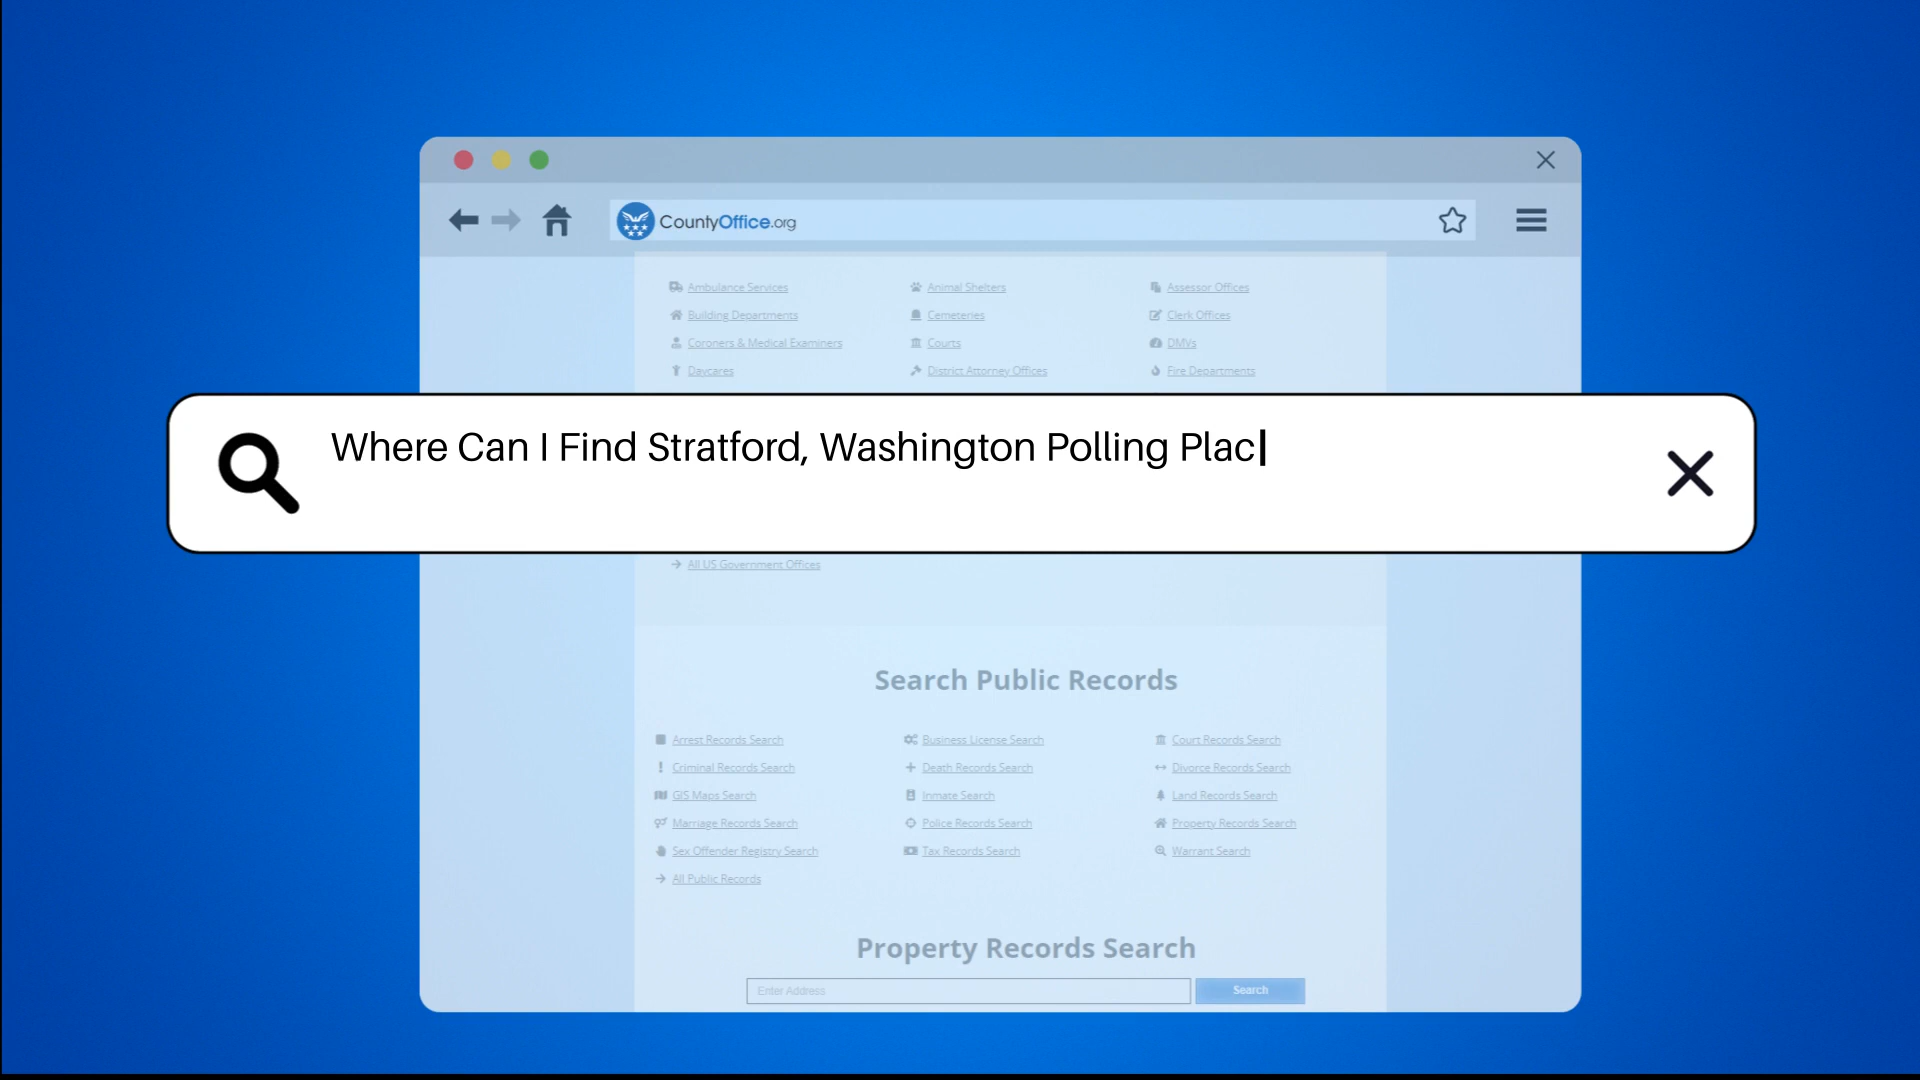 CountyOffice.org
Ambulance Services Animal Shelters Assessor Offices
Building Departments Cemeteries Clerk Offices
Coroners & Medical Examiners Courts DMVs
Daycares District Attorney Offices Fire Departments
Where Can I Find Stratford, Washington Polling Plac
All US Government Offices
Search Public Records
Arrest Records Search Business License Search Court Records Search
Criminal Records Search Death Records Search Divorce Records Search
GIS Maps Search Inmate Search Land Records Search
Marriage Records Search Police Records Search Property Records Search
Sex Offender Registry Search Tax Records Search Warrant Search
All Public Records
Property Records Search
Enter Address Search